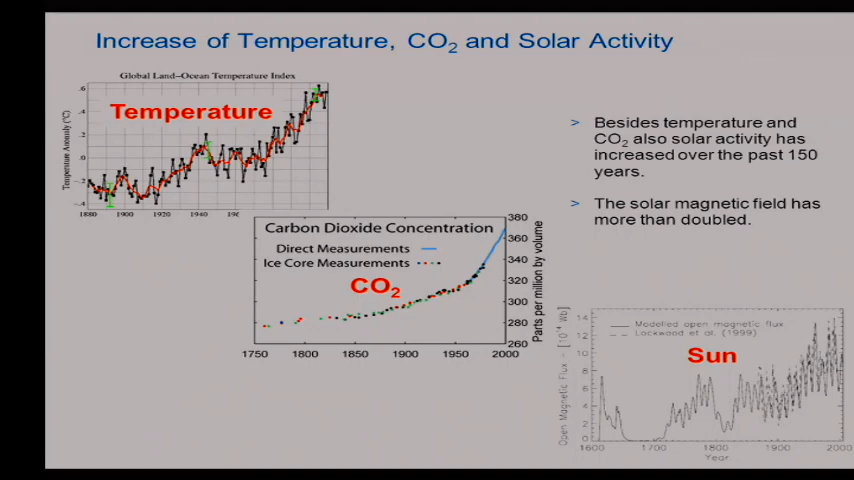 Increase of Temperature, CO2 and Solar Activity
Global Land-Ocean Temperature Index
Temperature
Temperature Anomaly (°C)
.6
.4
.2
.0
-.2
-.4
1880 1900 1920 1940
> Besides temperature and
CO2 also solar activity has
increased over the past 150
years.
> The solar magnetic field has
more than doubled.
Carbon Dioxide Concentration
Direct Measurements
Ice Core Measurements
CO2
380
360
340
320
300
280
260
Parts per million by volume
1750 1800 1850 1900 1950 2000
Modelled open magnetic flux
Lockwood et al. (1999)
Sun
14
12
10
8
6
4
2
0
1600 1700 1800 1900 2000
Year